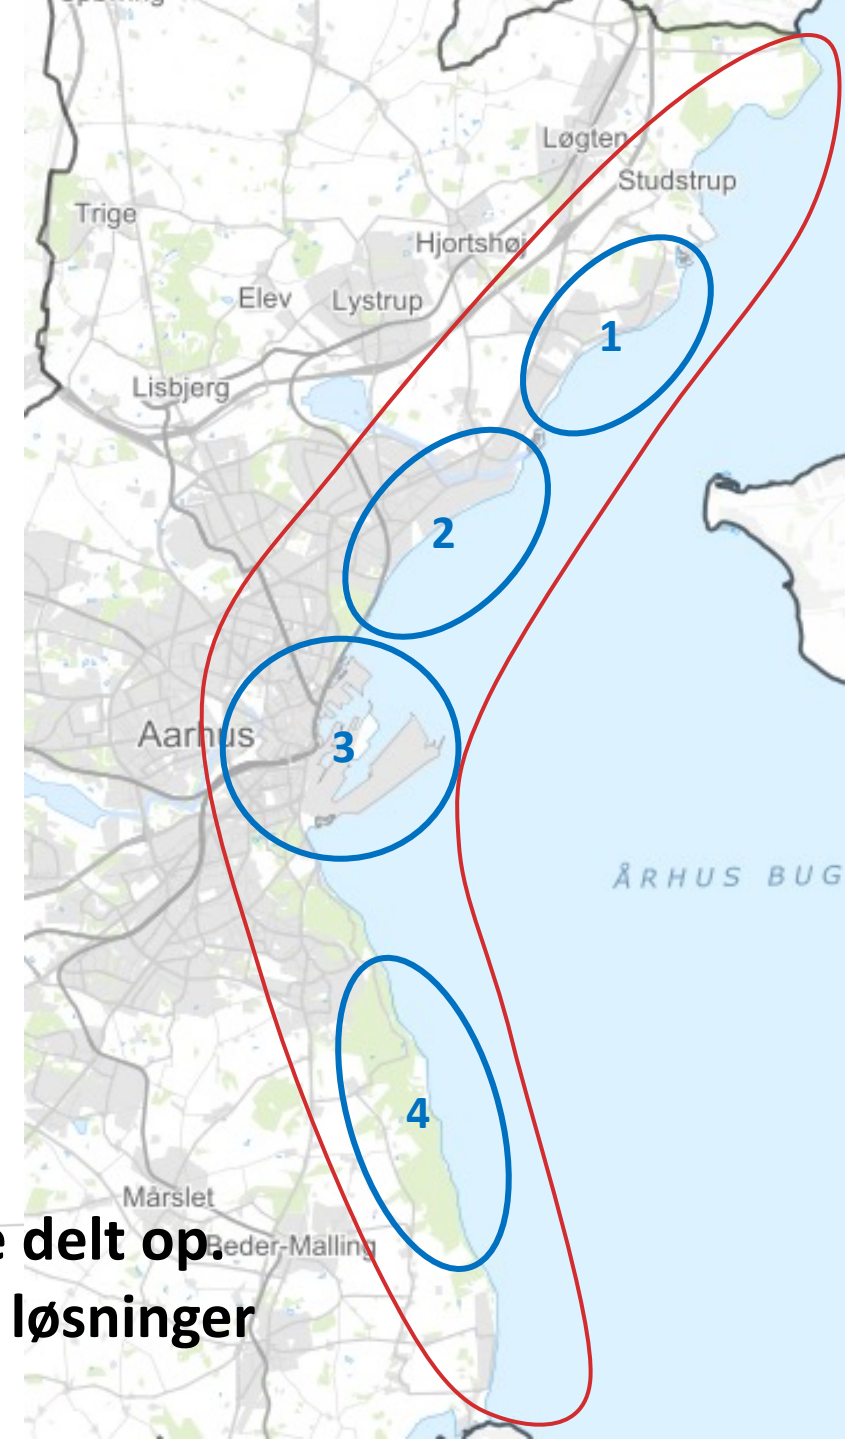 Løgten
Studstrup
Trige
Hjortshøj
Elev
Lystrup
1
Lisbjerg
2
Aarhus
3
ÅRHUS BUG
4
Mårslet
delt op.
Beder-Malling
løsninger